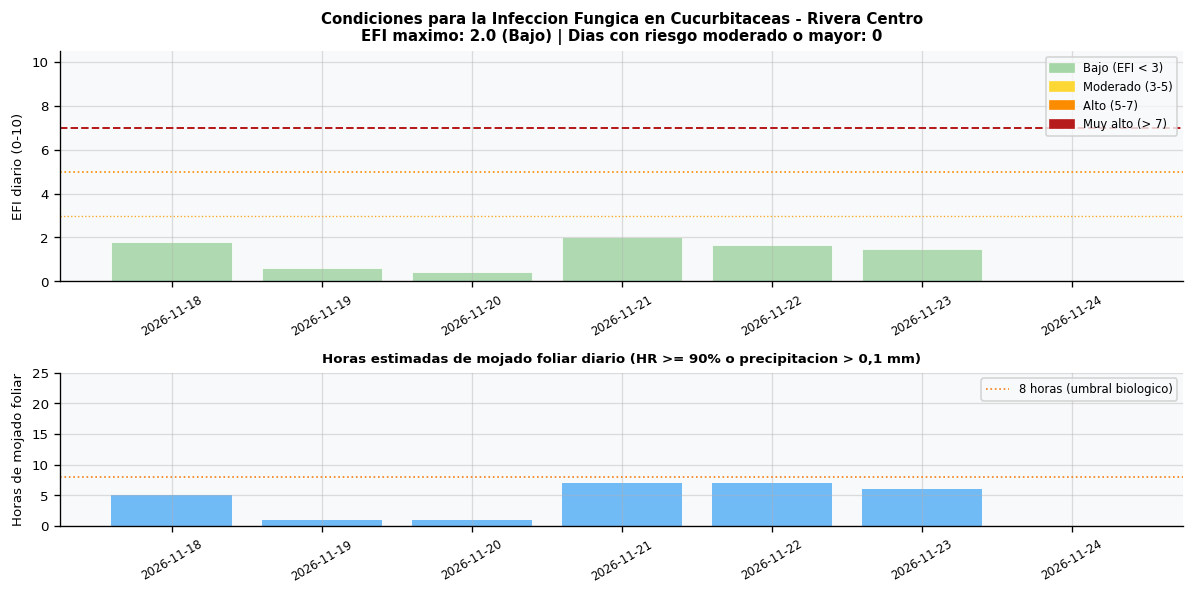 Condiciones para la Infeccion Fungica en Cucurbitaceas - Rivera Centro
EFI maximo: 2.0 (Bajo) | Dias con riesgo moderado o mayor: 0
EFI diario (0-10)
10
8
6
4
2
0
Bajo (EFI < 3)
Moderado (3-5)
Alto (5-7)
Muy alto (> 7)
2026-11-18
2026-11-19
2026-11-20
2026-11-21
2026-11-22
2026-11-23
2026-11-24
Horas estimadas de mojado foliar diario (HR >= 90% o precipitacion > 0,1 mm)
Horas de mojado foliar
25
20
15
10
5
0
8 horas (umbral biologico)
2026-11-18
2026-11-19
2026-11-20
2026-11-21
2026-11-22
2026-11-23
2026-11-24